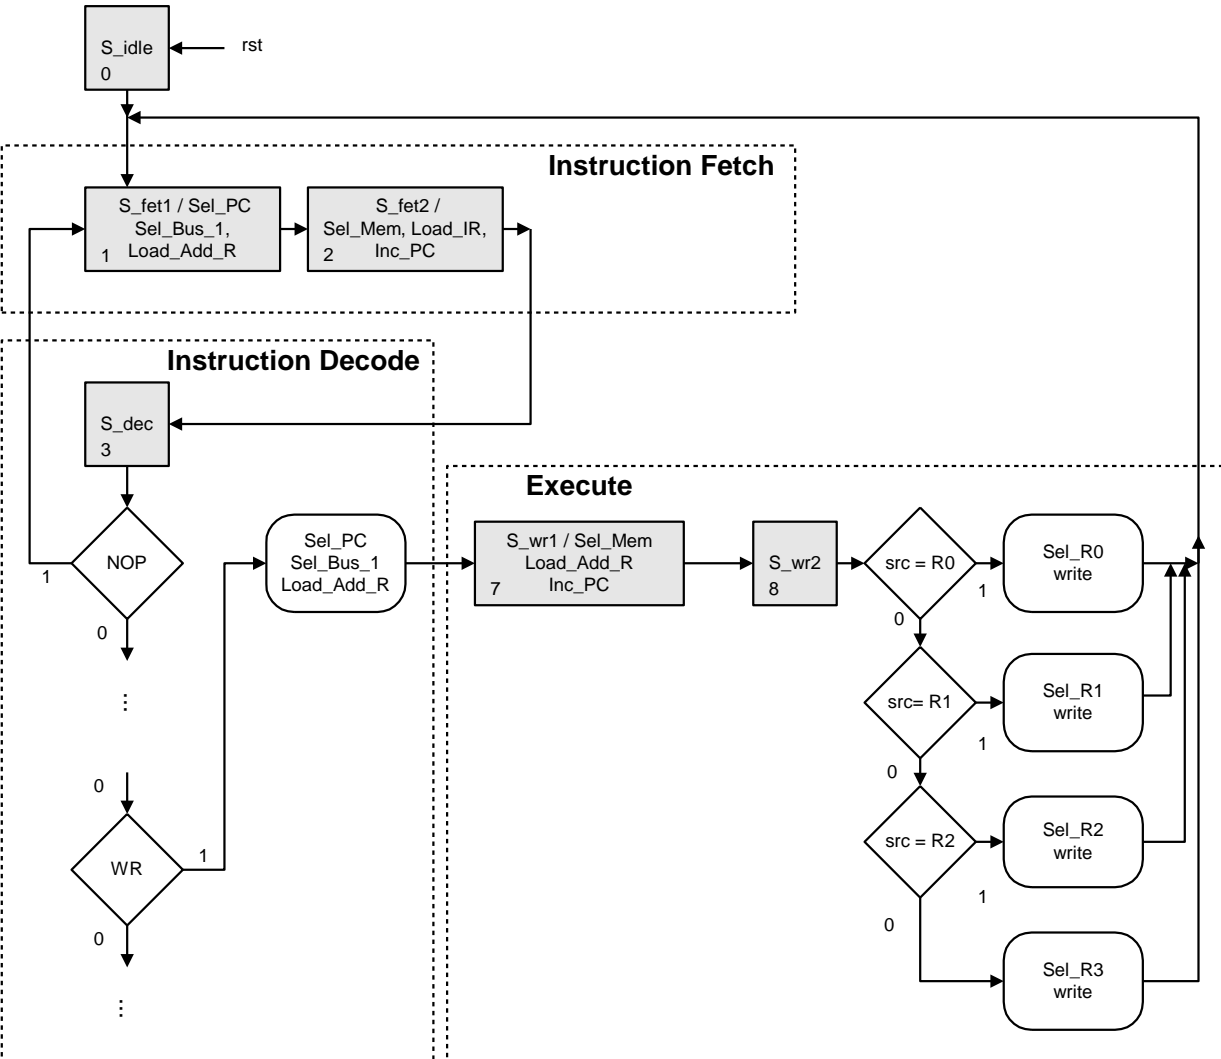 S_idle
0
rst
Instruction Fetch
S_fet1 / Sel_PC
Sel_Bus_1,
1 Load_Add_R
S_fet2 /
Sel_Mem, Load_IR,
2 Inc_PC
Instruction Decode
S_dec
3
NOP
1
0
...
0
WR
1
0
...
Sel_PC
Sel_Bus_1
Load_Add_R
Execute
S_wr1 / Sel_Mem
Load_Add_R
7 Inc_PC
S_wr2
8
src = R0
1
0
Sel_R0
write
src= R1
1
0
Sel_R1
write
src = R2
1
0
Sel_R2
write
Sel_R3
write